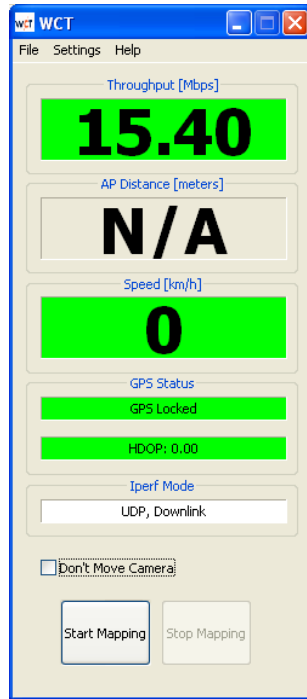 WCT WCT
File Settings Help
Throughput [Mbps]
15.40
AP Distance [meters]
N/A
Speed [km/h]
0
GPS Status
GPS Locked
HDOP: 0.00
Iperf Mode
UDP, Downlink
Don't Move Camera
Start Mapping Stop Mapping